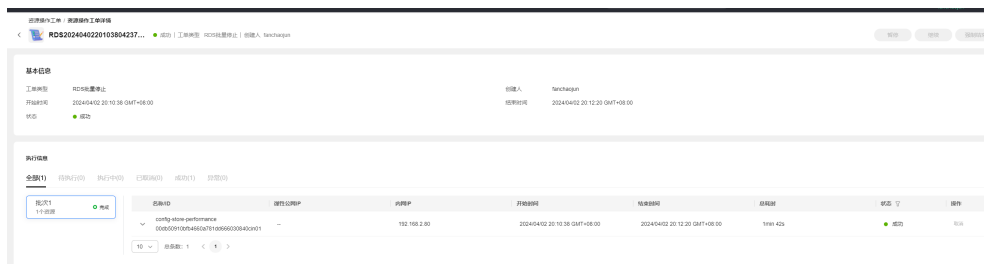 资源操作工单 / 资源操作工单详情
RDS2024040220103804237... 成功 | 工单类型 RDS批量停止 | 创建人 fanchaojun
基本信息
工单类型 RDS批量停止 创建人 fanchaojun
开始时间 2024/04/02 20:10:38 GMT+08:00 结束时间 2024/04/02 20:12:20 GMT+08:00
状态 成功
执行信息
全部(1) 待执行(0) 执行中(0) 已取消(0) 成功(1) 异常(0)
批次1 完成
1个资源
名称/ID 弹性公网IP 内网IP 开始时间 结束时间 总耗时 状态 操作
config-store-performance
00db50910bfb4660a781dd666030840cin01 -- 192.168.2.80 2024/04/02 20:10:38 GMT+08:00 2024/04/02 20:12:20 GMT+08:00 1min 42s 成功
10 总条数: 1 1